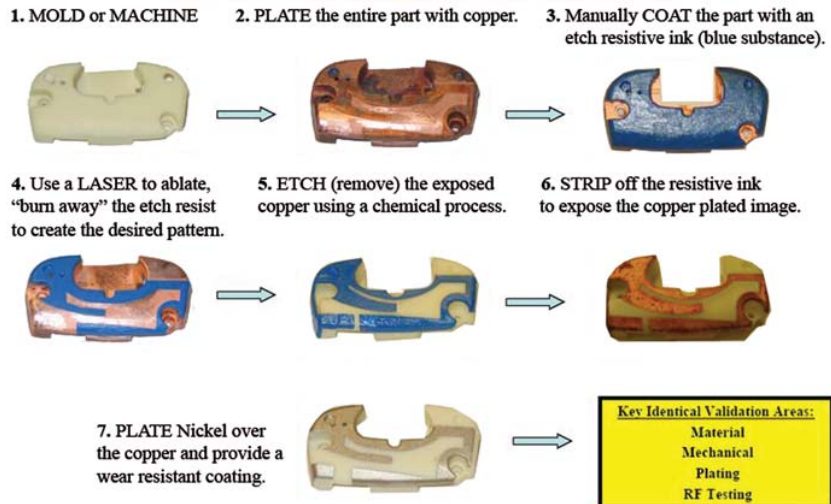 1. MOLD or MACHINE
2. PLATE the entire part with copper.
3. Manually COAT the part with an
etch resistive ink (blue substance).
4. Use a LASER to ablate,
“burn away” the etch resist
to create the desired pattern.
5. ETCH (remove) the exposed
copper using a chemical process.
6. STRIP off the resistive ink
to expose the copper plated image.
7. PLATE Nickel over
the copper and provide a
wear resistant coating.
Key Identical Validation Areas:
Material
Mechanical
Plating
RF Testing